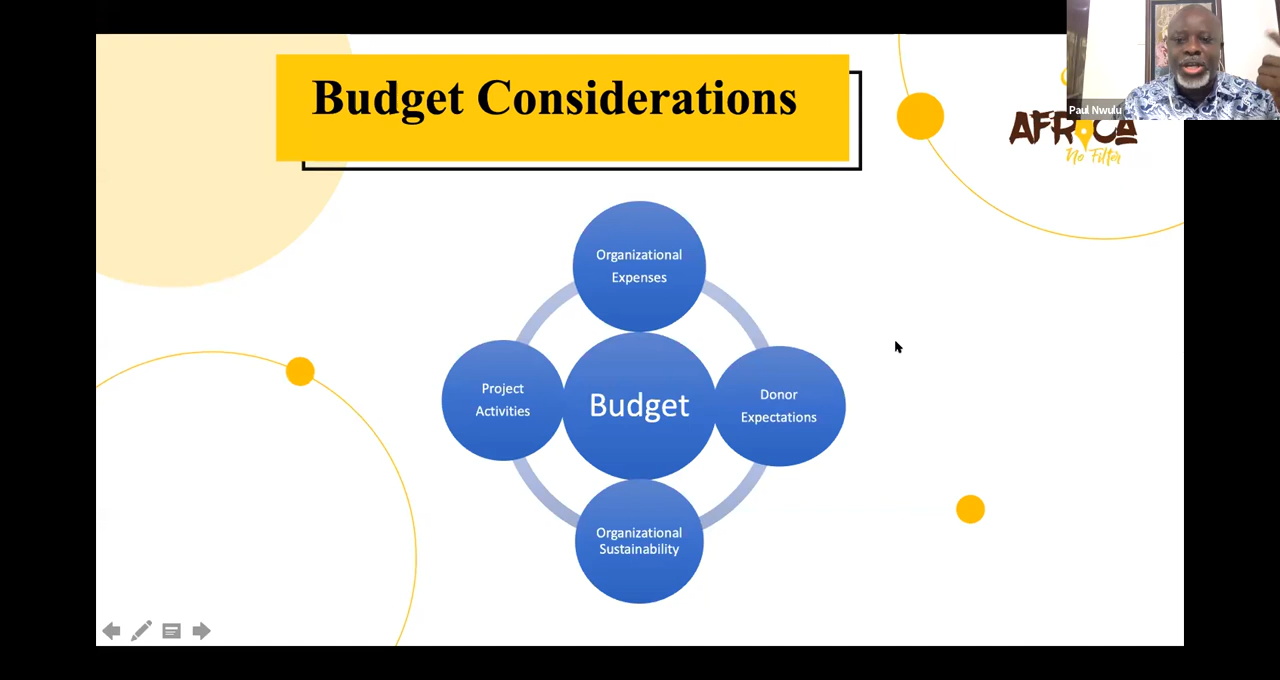 Budget Considerations
Paul Nwulu
AFRICA
No Filter
Organizational
Expenses
Project
Activities
Budget
Donor
Expectations
Organizational
Sustainability